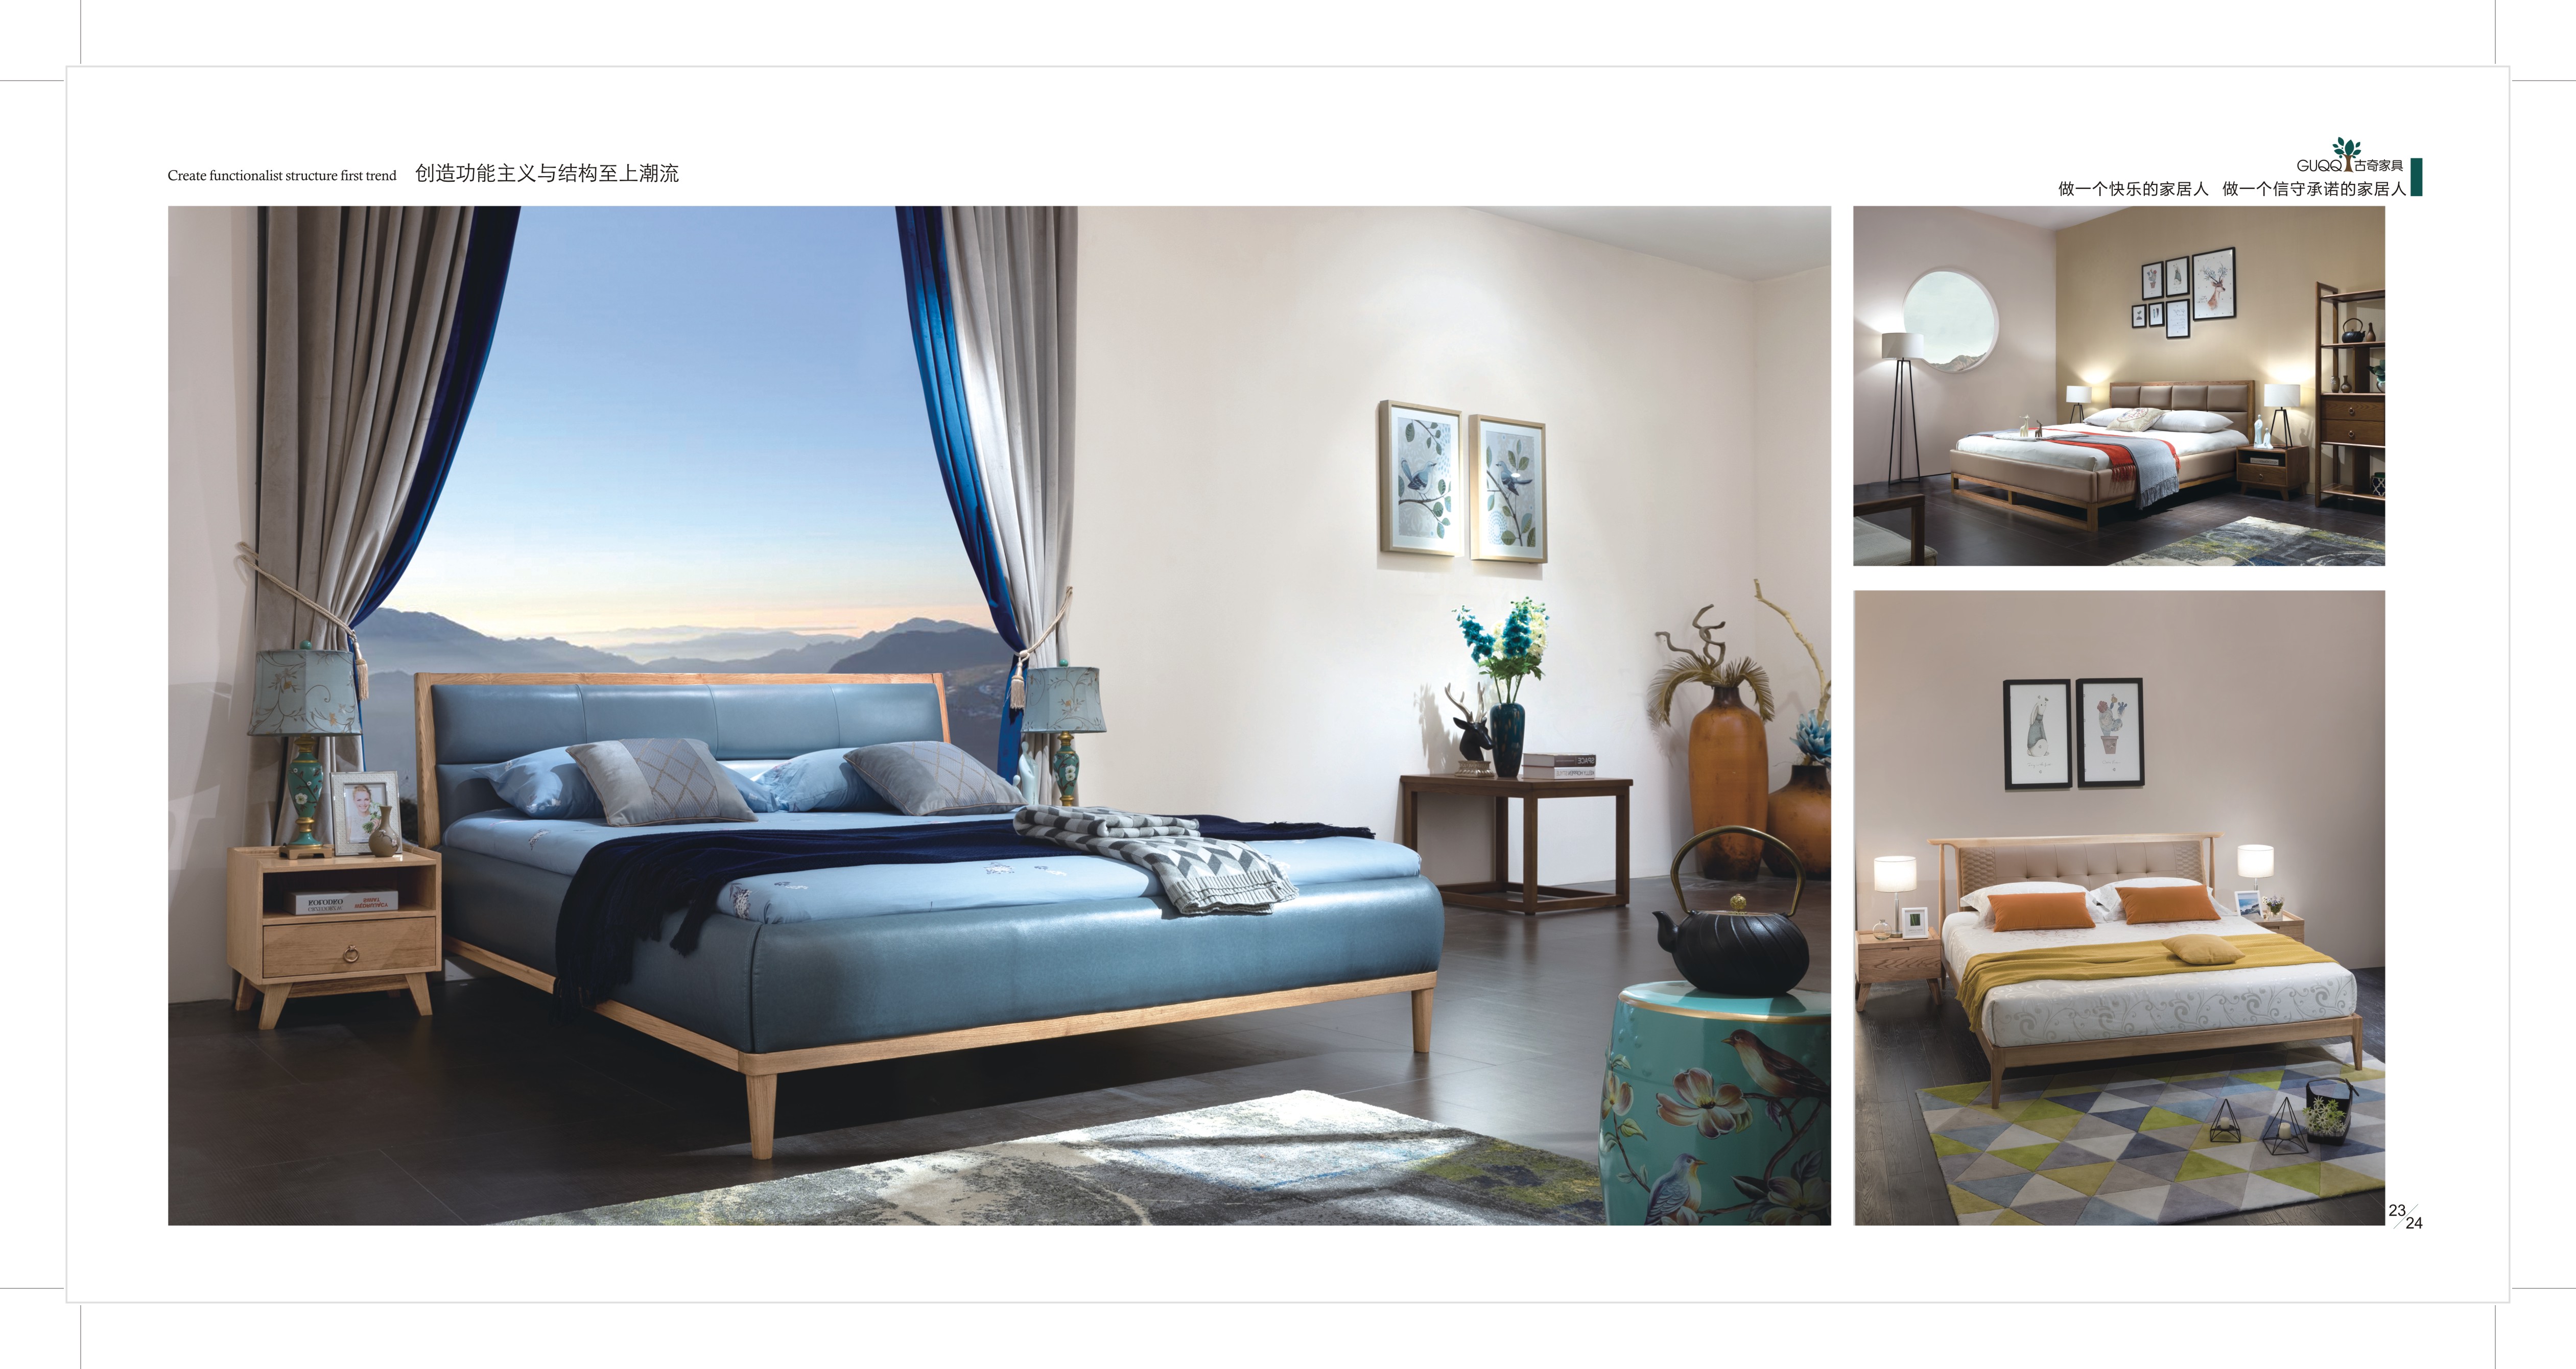 Create functionalist structure first trend 创造功能主义与结构至上潮流
GUQQ 古奇家具
做一个快乐的家居人 做一个信守承诺的家居人
SPACE
23/24